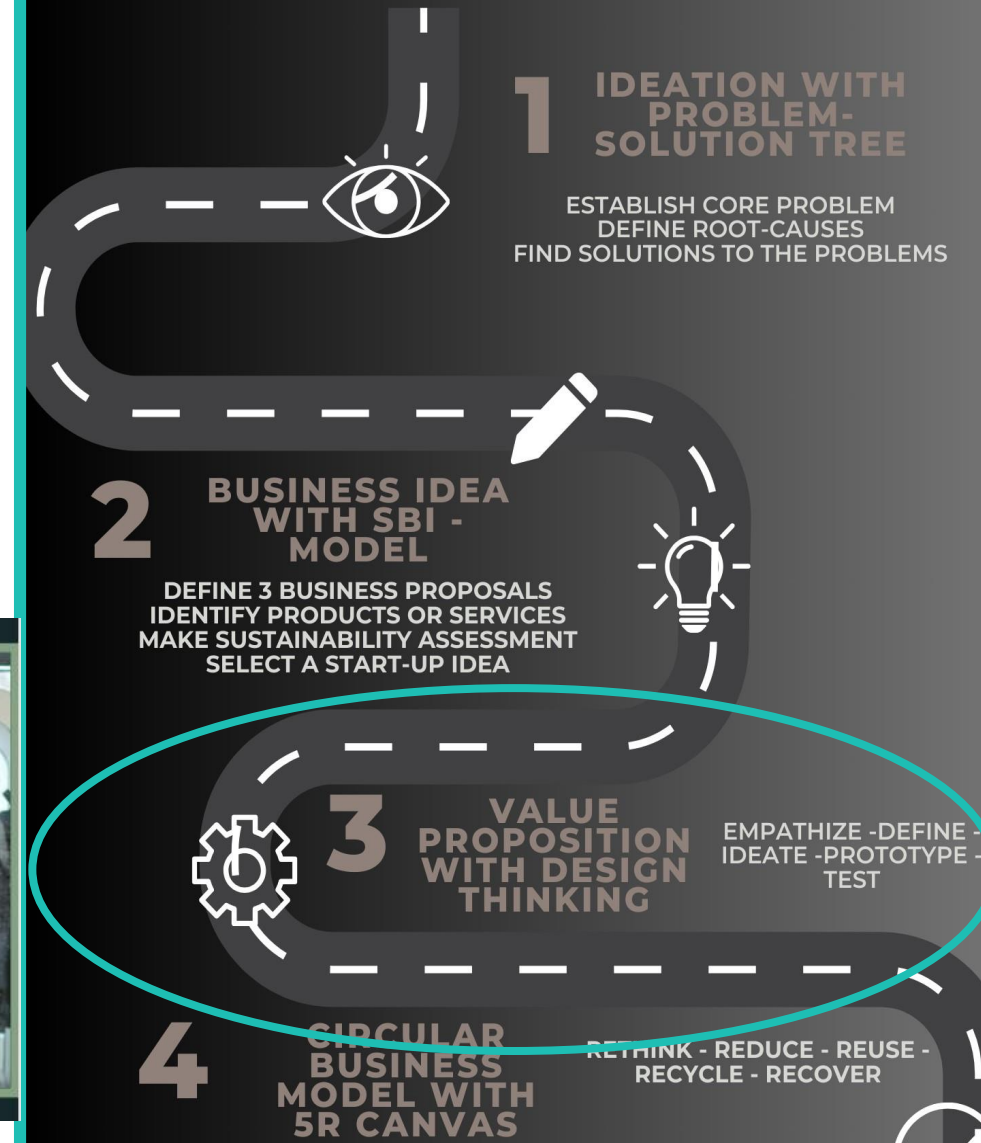 1
IDEATION WITH
PROBLEM-
SOLUTION TREE
ESTABLISH CORE PROBLEM
DEFINE ROOT-CAUSES
FIND SOLUTIONS TO THE PROBLEMS
2
BUSINESS IDEA
WITH SBI -
MODEL
DEFINE 3 BUSINESS PROPOSALS
IDENTIFY PRODUCTS OR SERVICES
MAKE SUSTAINABILITY ASSESSMENT
SELECT A START-UP IDEA
3
VALUE
PROPOSITION
WITH DESIGN
THINKING
EMPATHIZE -DEFINE -
IDEATE -PROTOTYPE -
TEST
4
CIRCULAR
BUSINESS
MODEL WITH
5R CANVAS
RETHINK - REDUCE - REUSE -
RECYCLE - RECOVER